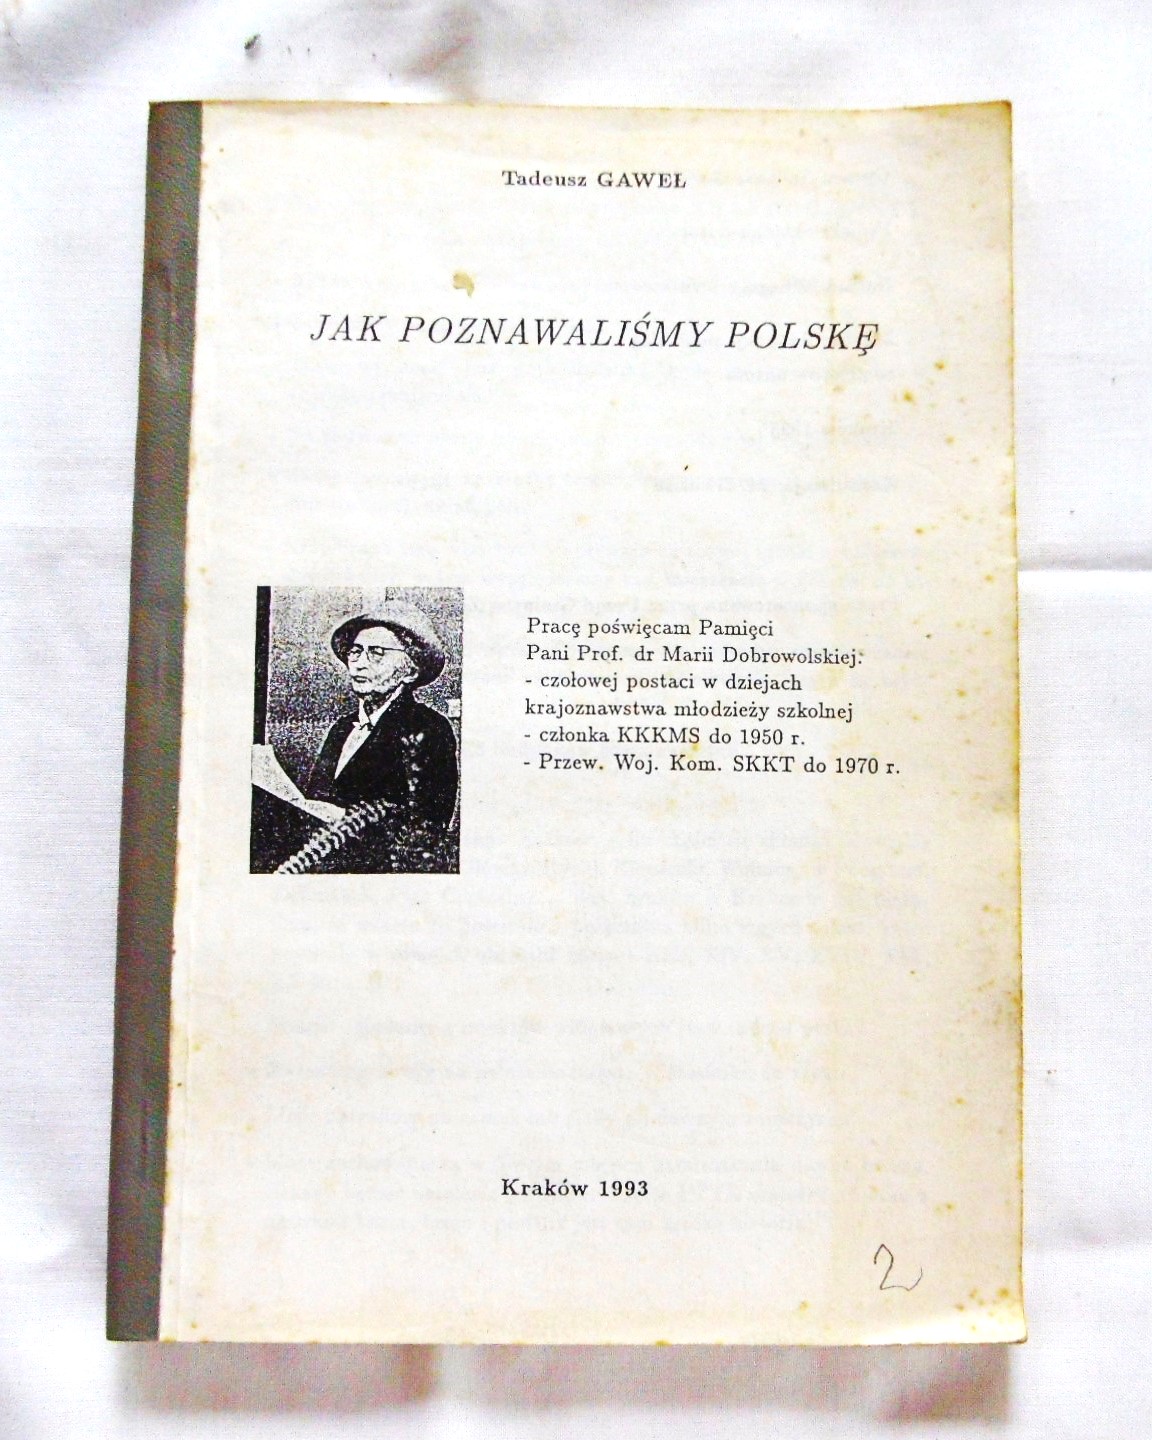 Tadeusz GAWEŁ
JAK POZNAWALIŚMY POLSKĘ
Pracę poświęcam Pamięci
Pani Prof. dr Marii Dobrowolskiej:
- czołowej postaci w dziejach
krajoznawstwa młodzieży szkolnej
- członka KKKMS do 1950 r.
- Przew. Woj. Kom. SKKT do 1970 r.
Kraków 1993
2